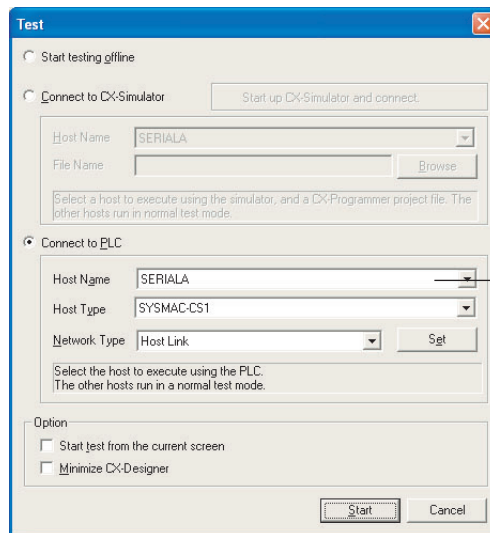 Test
Start testing offline
Connect to CX-Simulator
Start up CX-Simulator and connect.
Host Name
SERIALA
File Name
Browse
Select a host to execute using the simulator, and a CX-Programmer project file. The
other hosts run in normal test mode.
Connect to PLC
Host Name
SERIALA
Host Type
SYSMAC-CS1
Network Type
Host Link
Set
Select the host to execute using the PLC.
The other hosts run in a normal test mode.
Option
Start test from the current screen
Minimize CX-Designer
Start
Cancel